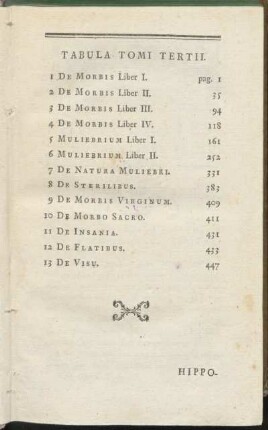 TABULA TOMI TERTII.
1 DE MORBIS Liber I. pag. 1
2 DE MORBIS Liber II. 35
3 DE MORBIS Liber III. 94
4 DE MORBIS Liber IV. 118
5 MULIEBRIUM Liber I. 161
6 MULIEBRIUM Liber II. 252
7 DE NATURA MULIEBRI. 331
8 DE STERILIBUS. 383
9 DE MORBIS VIRGINUM. 409
10 DE MORBO SACRO. 411
11 DE INSANIA. 431
12 DE FLATIBUS. 433
13 DE VISU. 447
HIPPO-